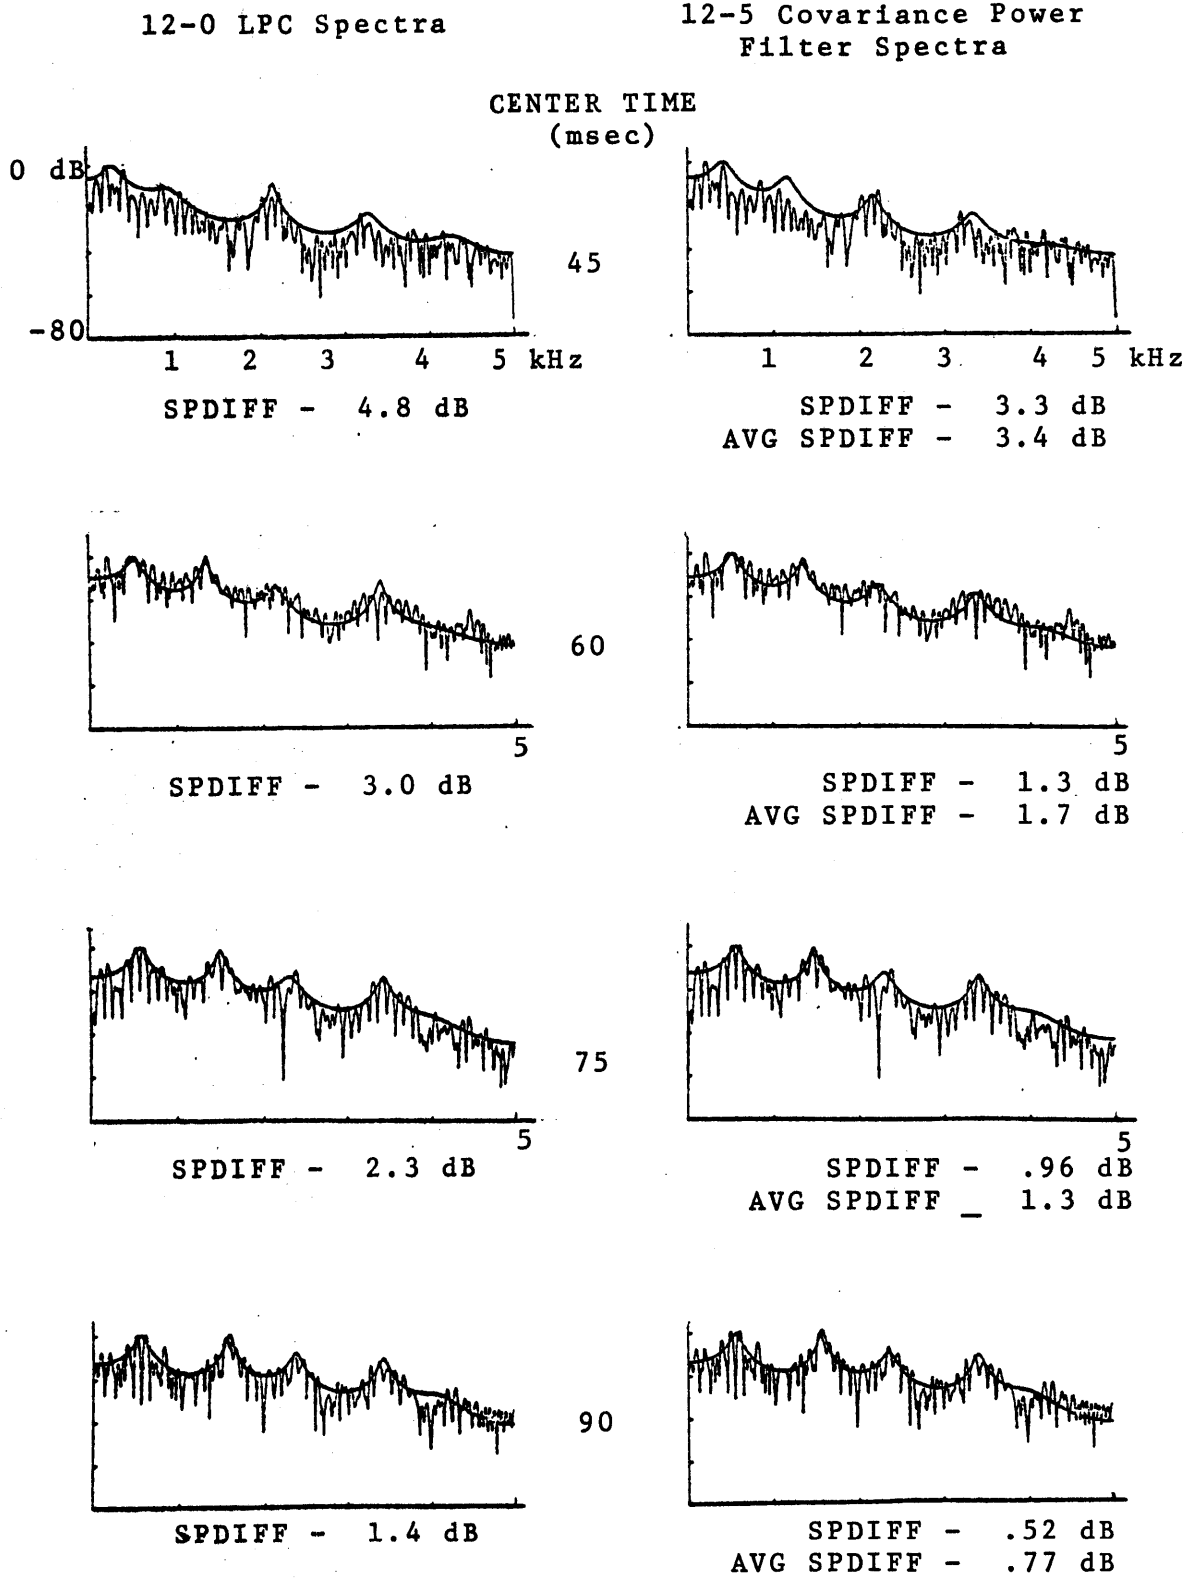 12-0 LPC Spectra
12-5 Covariance Power
Filter Spectra
CENTER TIME
(msec)
0 dB
-80
1 2 3 4 5 kHz
45
1 2 3 4 5 kHz
SPDIFF - 4.8 dB
SPDIFF - 3.3 dB
AVG SPDIFF - 3.4 dB
60
5
5
SPDIFF - 3.0 dB
SPDIFF - 1.3 dB
AVG SPDIFF - 1.7 dB
75
5
5
SPDIFF - 2.3 dB
SPDIFF - .96 dB
AVG SPDIFF _ 1.3 dB
90
SPDIFF - 1.4 dB
SPDIFF - .52 dB
AVG SPDIFF - .77 dB